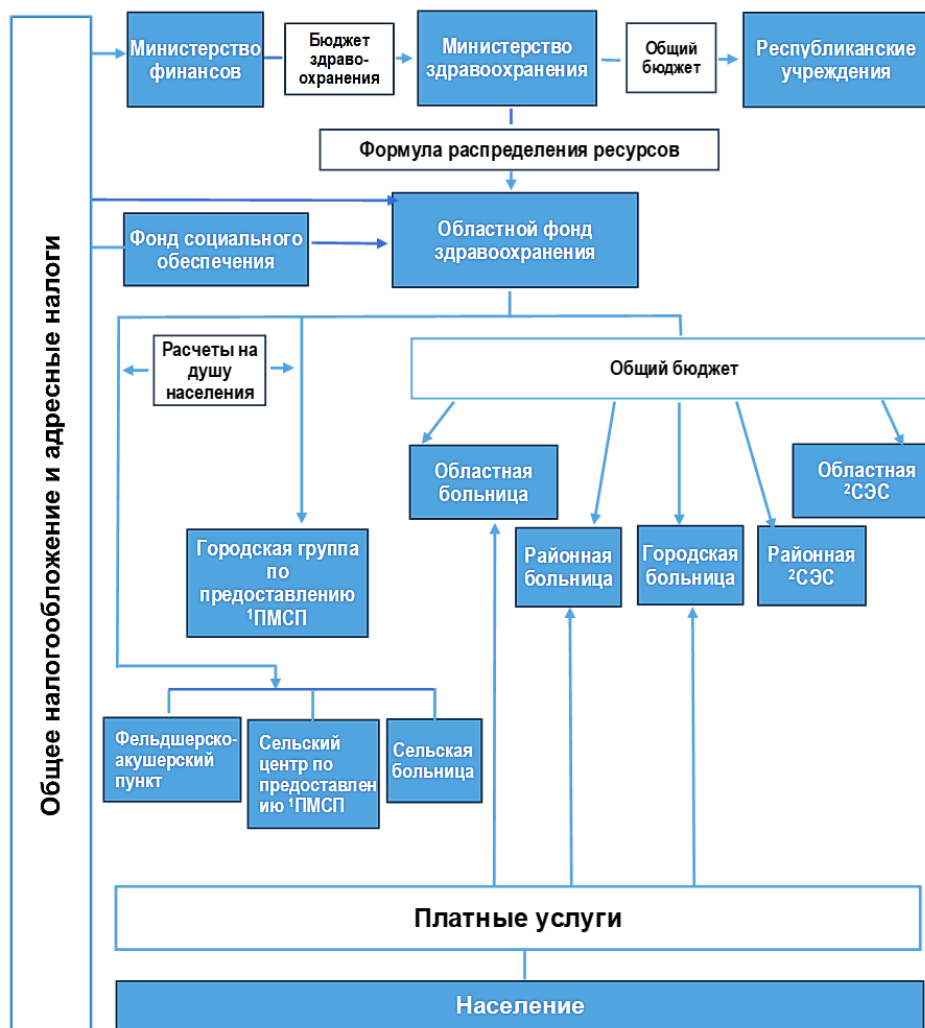 Министерство
финансов
Бюджет
здраво-
охранения
Министерство
здравоохранения
Общий
бюджет
Республиканские
учреждения
Формула распределения ресурсов
Общее налогообложение и адресные налоги
Фонд социального
обеспечения
Областной фонд
здравоохранения
Расчеты на
душу
населения
Общий бюджет
Областная
больница
Областная
²СЭС
Городская группа
по
предоставлению
¹ПМСП
Районная
больница
Городская
больница
Районная
²СЭС
Фельдшерско-
акушерский
пункт
Сельский
центр по
предоставлен
ию ¹ПМСП
Сельская
больница
Платные услуги
Население